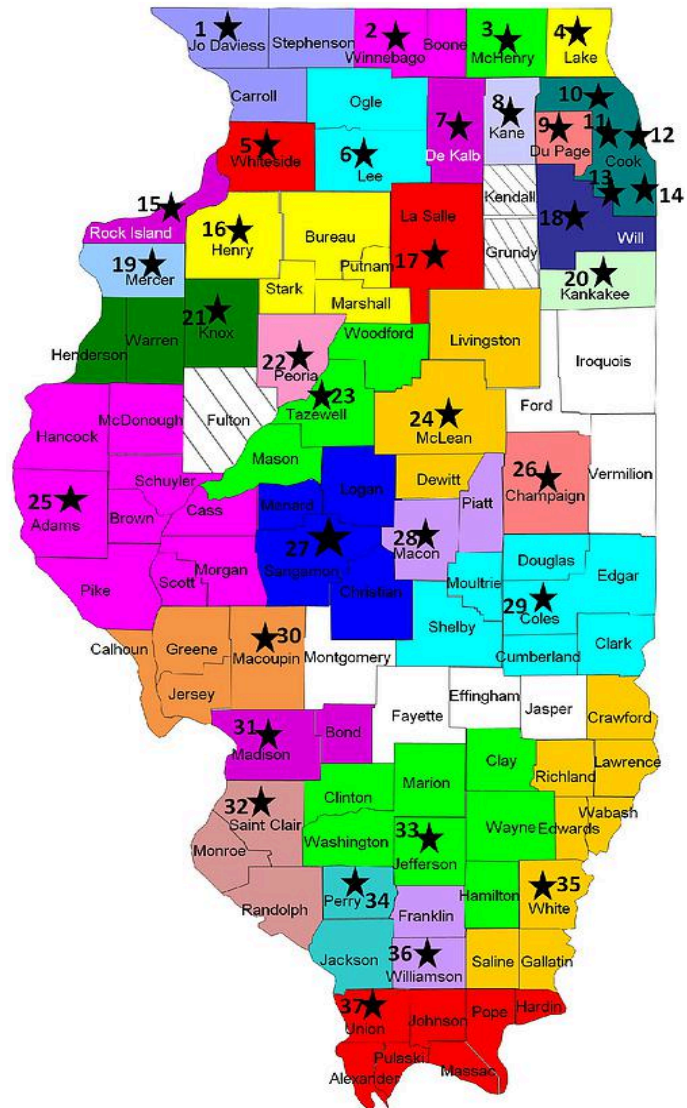 1 2 3 4
Jo Daviess Stephenson Winnebago Boone McHenry Lake
Carroll Ogle 7 8 10
5 6 De Kalb Kane 9 11 12
Whiteside Lee Du Page Cook
15 La Salle Kendall 13 14
Rock Island 16 Bureau 17 Grundy 18 Will
19 Henry Putnam 20
Mercer Stark Marshall Kankakee
21 Knox Woodford Livingston
Henderson Warren 22 Peoria Iroquois
23 Tazewell 24 McLean Ford
Hancock McDonough Fulton
Mason Dewitt 26 Champaign Vermilion
25 Adams Schuyler Logan Piatt
Brown Cass Menard
27 Sangamon 28 Macon Douglas Edgar
Pike Scott Morgan Christian Moultrie
29 Coles
Shelby Cumberland Clark
Calhoun Greene 30 Macoupin Montgomery
Jersey Effingham Jasper
Fayette Crawford
31 Madison Bond
Clay Richland Lawrence
32 Clinton Marion
Saint Clair Washington 33 Jefferson Wayne Edwards Wabash
Monroe
Randolph Perry 34 Franklin Hamilton White 35
Jackson 36 Williamson Saline Gallatin
37 Union Johnson Pope Hardin
Alexander Pulaski Massac